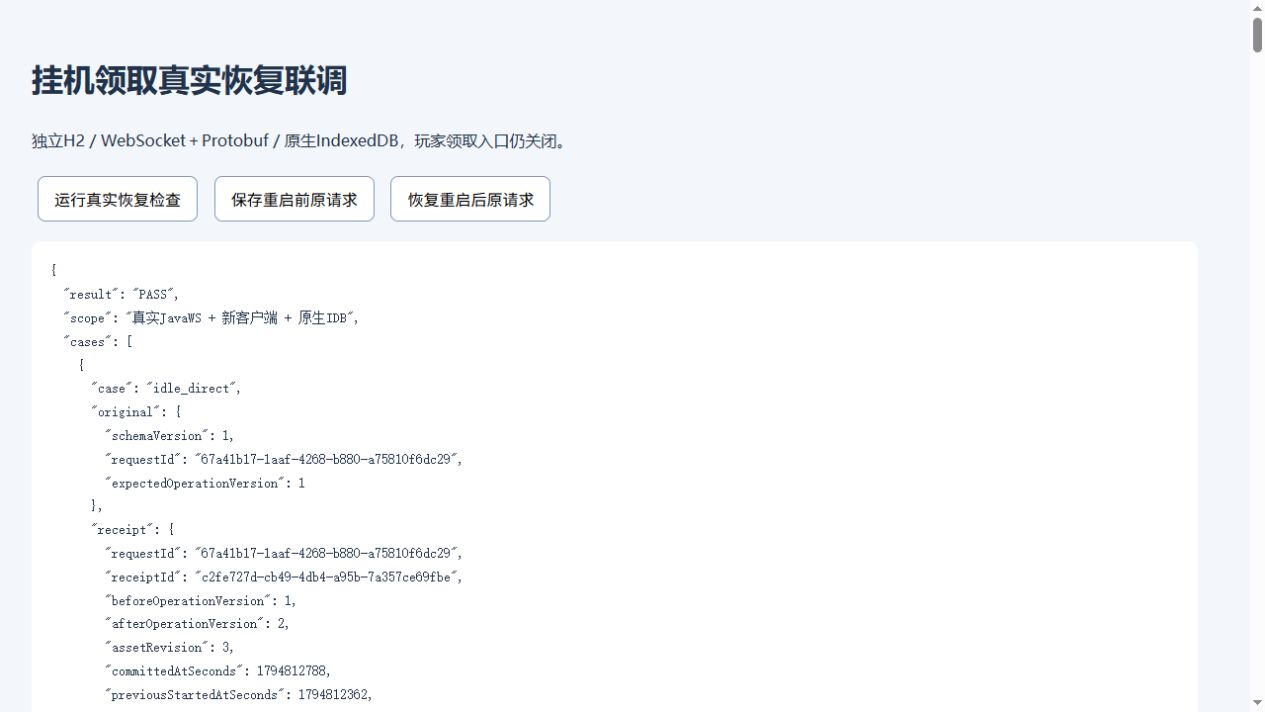 挂机领取真实恢复联调
独立H2 / WebSocket + Protobuf / 原生IndexedDB，玩家领取入口仍关闭。
运行真实恢复检查 保存重启前原请求 恢复重启后原请求
{
"result": "PASS",
"scope": "真实JavaWS + 新客户端 + 原生IDB",
"cases": [
{
"case": "idle_direct",
"original": {
"schemaVersion": 1,
"requestId": "67a41b17-1aaf-4268-b880-a75810f6dc29",
"expectedOperationVersion": 1
},
"receipt": {
"requestId": "67a41b17-1aaf-4268-b880-a75810f6dc29",
"receiptId": "c2fe727d-cb49-4db4-a95b-7a357ce69fbe",
"beforeOperationVersion": 1,
"afterOperationVersion": 2,
"assetRevision": 3,
"committedAtSeconds": 1794812788,
"previousStartedAtSeconds": 1794812362,